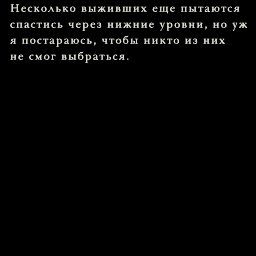 Несколько выживших еще пытаются
спастись через нижние уровни, но уж
я постараюсь, чтобы никто из них
не смог выбраться.